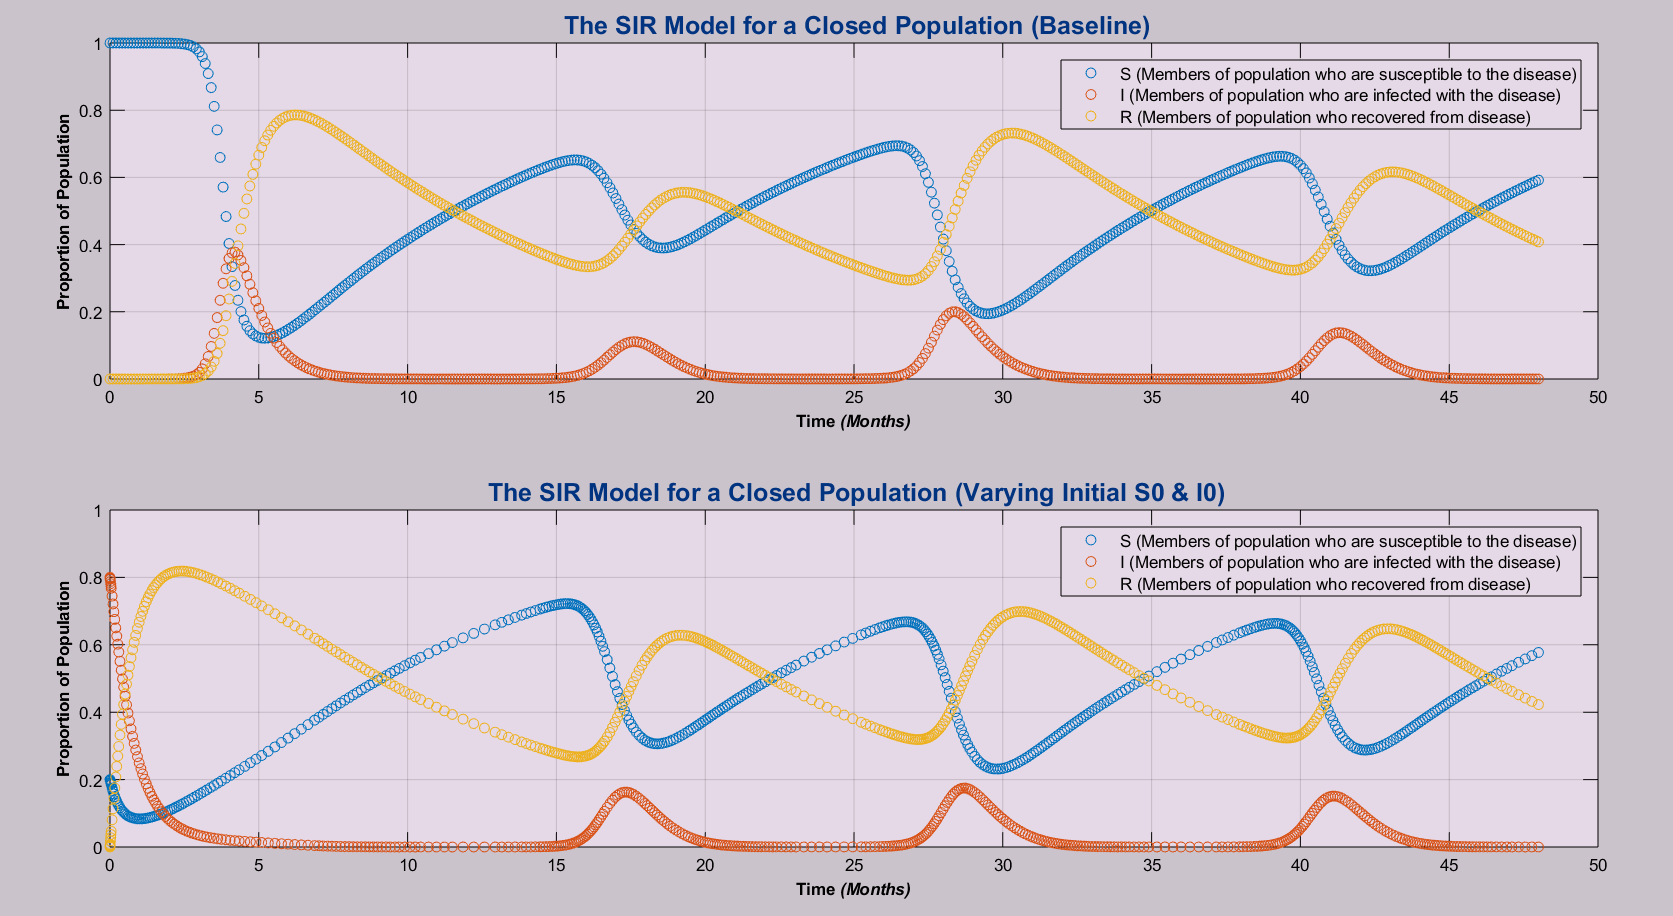 The SIR Model for a Closed Population (Baseline)
1
0.8
0.6
0.4
0.2
0
Proportion of Population
S (Members of population who are susceptible to the disease)
I (Members of population who are infected with the disease)
R (Members of population who recovered from disease)
0 5 10 15 20 25 30 35 40 45 50
Time (Months)
The SIR Model for a Closed Population (Varying Initial S0 & I0)
1
0.8
0.6
0.4
0.2
0
Proportion of Population
S (Members of population who are susceptible to the disease)
I (Members of population who are infected with the disease)
R (Members of population who recovered from disease)
0 5 10 15 20 25 30 35 40 45 50
Time (Months)